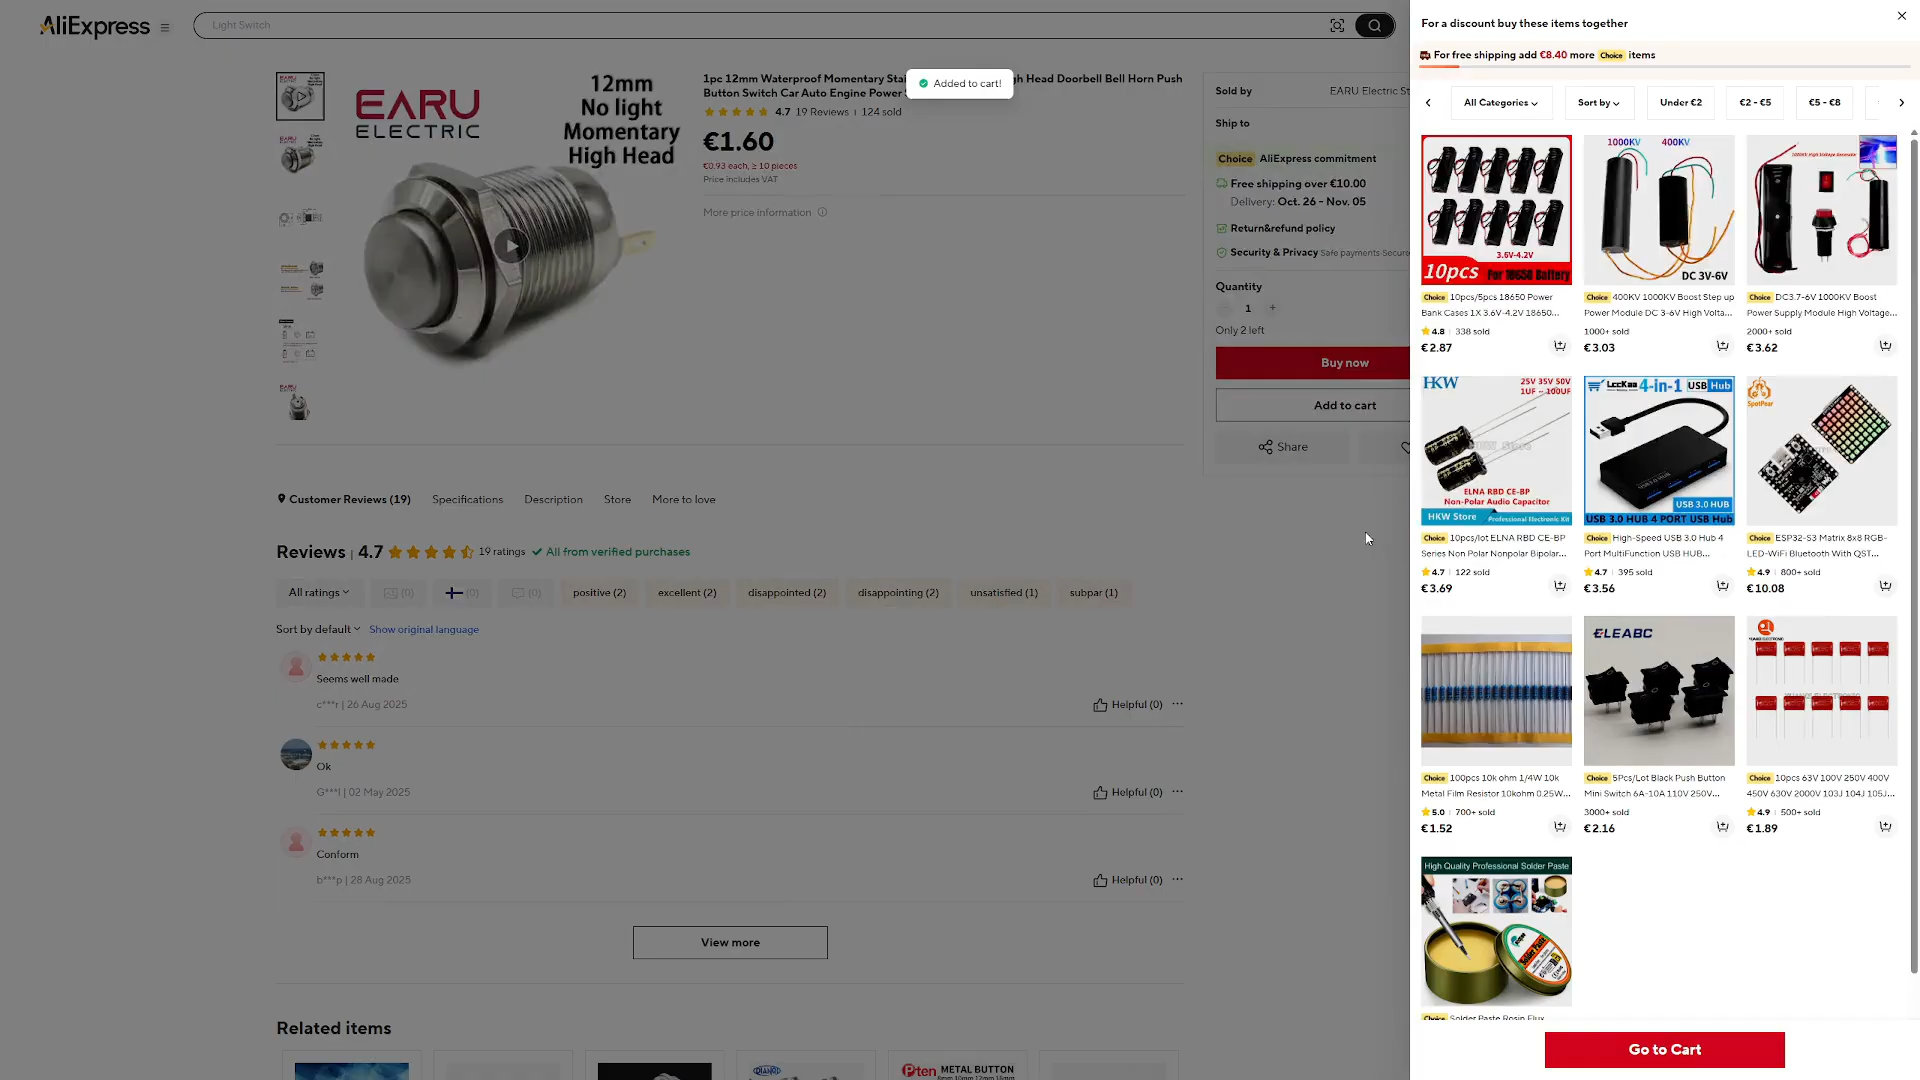 AliExpress
Light Switch
EARU
ELECTRIC
12mm
No light
Momentary
High Head
1pc 12mm Waterproof Momentary Stai
gh Head Doorbell Bell Horn Push
Button Switch Car Auto Engine Power S
Added to cart!
4.7 19 Reviews | 124 sold
€1.60
€0.93 each, ≥ 10 pieces
Price includes VAT
More price information
Sold by
EARU Electric St
Ship to
Choice AliExpress commitment
Free shipping over €10.00
Delivery: Oct. 26 - Nov. 05
Return&refund policy
Security & Privacy Safe payments·Secure
Quantity
1 +
Only 2 left
Buy now
Add to cart
Share
Customer Reviews (19)
Specifications
Description
Store
More to love
Reviews | 4.7 19 ratings ✓ All from verified purchases
All ratings
(0)
(0)
(0)
positive (2)
excellent (2)
disappointed (2)
disappointing (2)
unsatisfied (1)
subpar (1)
Sort by default
Show original language
Seems well made
c***r | 26 Aug 2025
Helpful (0) ···
Ok
G***l | 02 May 2025
Helpful (0) ···
Conform
b***p | 28 Aug 2025
Helpful (0) ···
View more
Related items
Pten METAL BUTTON
For a discount buy these items together
For free shipping add €8.40 more Choice items
All Categories
Sort by
Under €2
€2 - €5
€5 - €8
3.6V-4.2V
10pcs For 18650 Battery
1000KV 400KV
DC 3V-6V
Choice 10pcs/5pcs 18650 Power
Bank Cases 1X 3.6V-4.2V 18650...
4.8 | 338 sold
€2.87
Choice 400KV 1000KV Boost Step up
Power Module DC 3-6V High Volta...
1000+ sold
€3.03
Choice DC3.7-6V 1000KV Boost
Power Supply Module High Voltage...
2000+ sold
€3.62
HKW
25V 35V 50V
1UF ~ 100UF
ELNA RBD CE-BP
Non-Polar Audio Capacitor
HKW Store Professional Electronic Kit
LccKaa 4-in-1 USB Hub
USB 3.0 HUB
USB 3.0 HUB 4 PORT USB Hub
SpotPear
Choice 10pcs/lot ELNA RBD CE-BP
Series Non Polar Nonpolar Bipolar...
4.7 | 122 sold
€3.69
Choice High-Speed USB 3.0 Hub 4
Port MultiFunction USB HUB...
4.7 | 395 sold
€3.56
Choice ESP32-S3 Matrix 8x8 RGB-
LED-WiFi Bluetooth With QST...
4.9 | 800+ sold
€10.08
ELEABC
Choice 100pcs 10k ohm 1/4W 10k
Metal Film Resistor 10kohm 0.25W...
5.0 | 700+ sold
€1.52
Choice 5Pcs/Lot Black Push Button
Mini Switch 6A-10A 110V 250V...
3000+ sold
€2.16
Choice 10pcs 63V 100V 250V 400V
450V 630V 2000V 103J 104J 105J...
4.9 | 500+ sold
€1.89
High Quality Professional Solder Paste
Choice Solder Paste Rosin Flux
Go to Cart